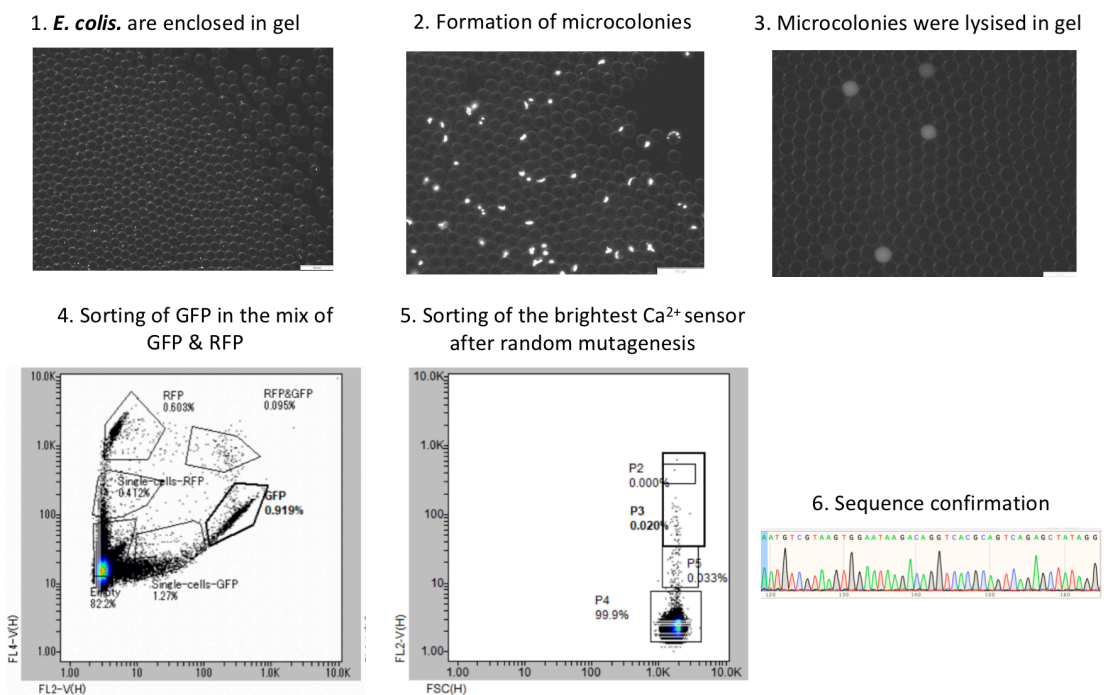 1. E. colis. are enclosed in gel
2. Formation of microcolonies
3. Microcolonies were lysised in gel
4. Sorting of GFP in the mix of
GFP & RFP
10.0K
1.0K
100
10
1.00
FL4-V(H)
RFP
0.603%
RFP&GFP
0.095%
Single-cells-RFP
0.412%
GFP
0.919%
Single-cells-GFP
1.27%
Empty
82.2%
1.00
10
100
1.0K
10.0K
FL2-V(H)
5. Sorting of the brightest Ca2+ sensor
after random mutagenesis
10.0K
1.0K
100
10
1.00
FL2-V(H)
P2
0.000%
P3
0.020%
P5
0.033%
P4
99.9%
1.00
10
100
1.0K
10.0K
FSC(H)
6. Sequence confirmation
AATGTCGTAAGTGGAATAAGACAGGTCACGCAGTCAGAGCTATAGG
120
130
140
150
160